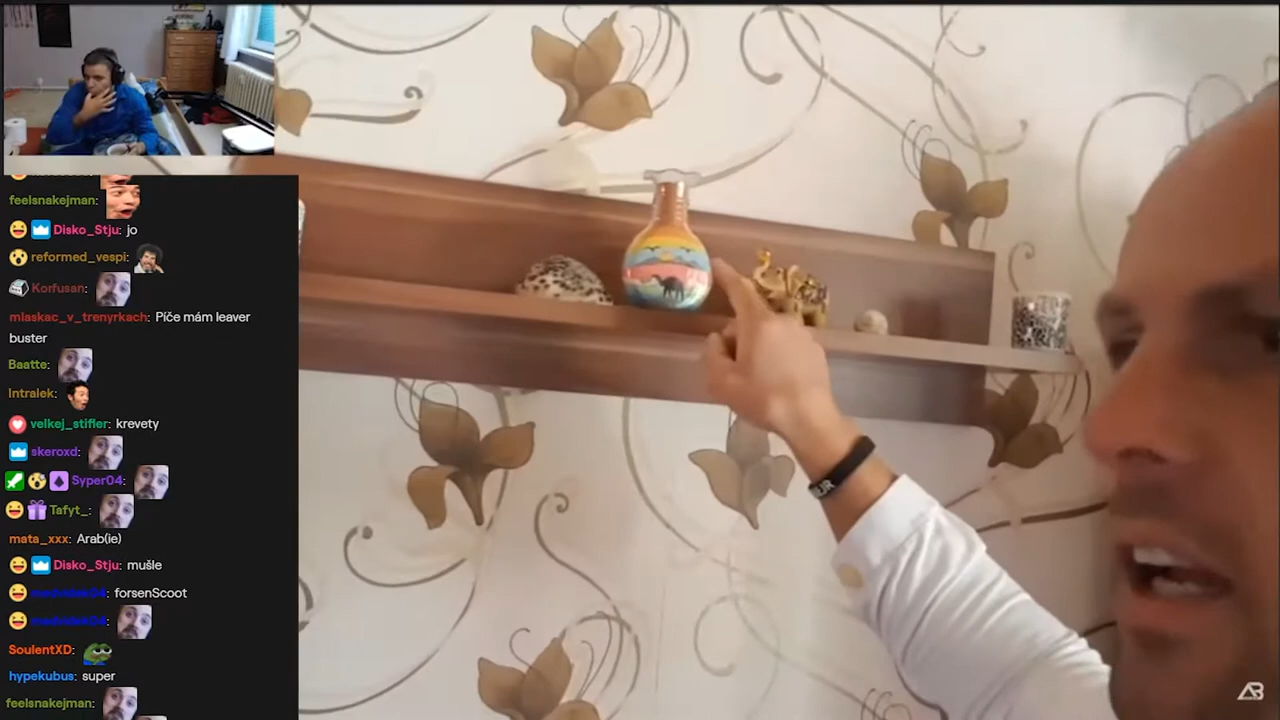 feelsnakejman:
Disko_Stju: jo
reformed_vespi:
Korfusan:
mlaskac_v_trenyrkach: Píče mám leaver
buster
Baatte:
Intralek:
velkej_stifler: krevety
skeroxd:
Syper04:
Tafyt_:
mata_xxx: Arab(ie)
Disko_Stju: mušle
forsenScoot
SoulentXD:
hypekubus: super
feelsnakejman:
AB